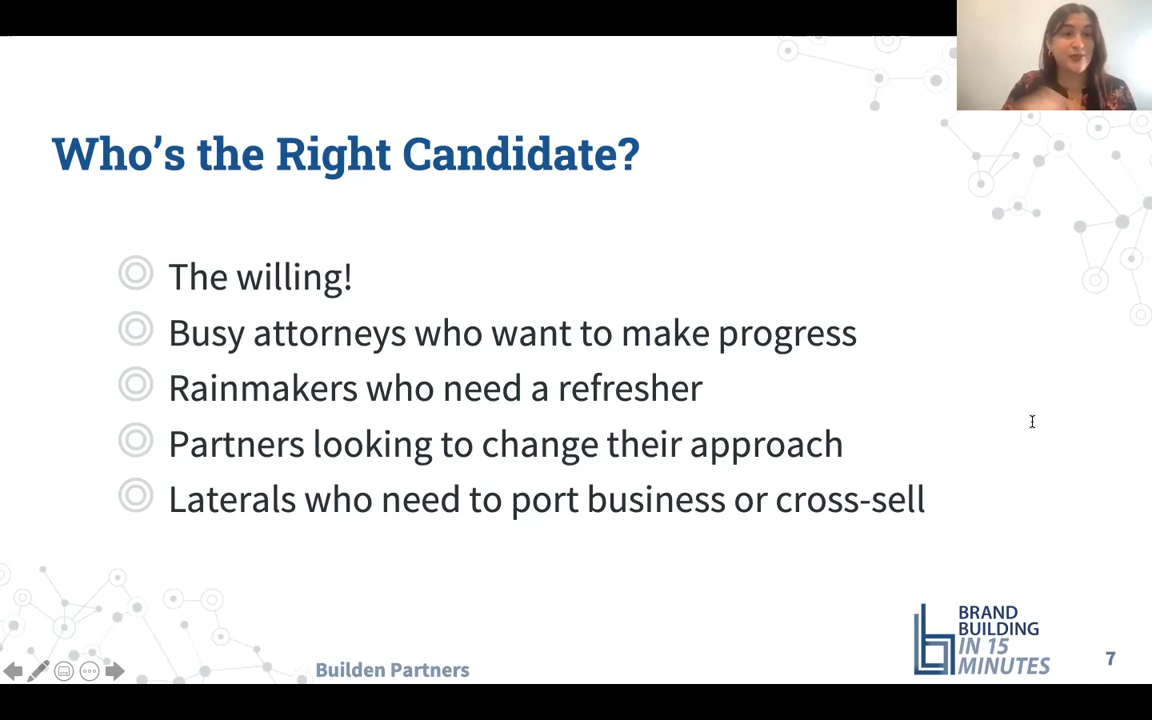 Who's the Right Candidate?
The willing!
Busy attorneys who want to make progress
Rainmakers who need a refresher
Partners looking to change their approach
Laterals who need to port business or cross-sell
Builden Partners
BRAND
BUILDING
IN 15
MINUTES
7